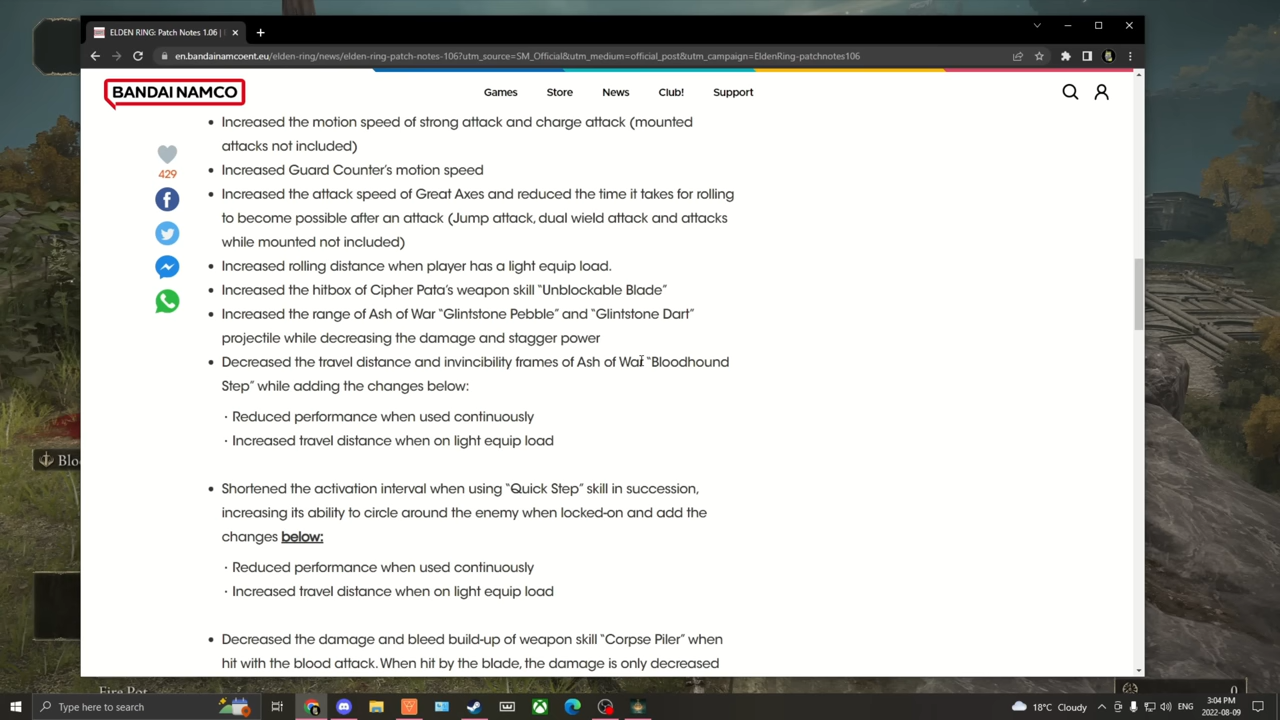 ELDEN RING: Patch Notes 1.06 |
en.bandainamcoent.eu/elden-ring/news/elden-ring-patch-notes-106?utm_source=SM_Official&utm_medium=official_post&utm_campaign=EldenRing-patchnotes106
BANDAI NAMCO
Games Store News Club! Support
• Increased the motion speed of strong attack and charge attack (mounted
attacks not included)
429
• Increased Guard Counter's motion speed
• Increased the attack speed of Great Axes and reduced the time it takes for rolling
to become possible after an attack (Jump attack, dual wield attack and attacks
while mounted not included)
• Increased rolling distance when player has a light equip load.
• Increased the hitbox of Cipher Pata's weapon skill “Unblockable Blade”
• Increased the range of Ash of War “Glintstone Pebble” and “Glintstone Dart”
projectile while decreasing the damage and stagger power
• Decreased the travel distance and invincibility frames of Ash of War “Bloodhound
Step” while adding the changes below:
· Reduced performance when used continuously
· Increased travel distance when on light equip load
Bloo
• Shortened the activation interval when using “Quick Step” skill in succession,
increasing its ability to circle around the enemy when locked-on and add the
changes below:
· Reduced performance when used continuously
· Increased travel distance when on light equip load
• Decreased the damage and bleed build-up of weapon skill “Corpse Piler” when
hit with the blood attack. When hit by the blade, the damage is only decreased
Fire Pot
0
Type here to search
18°C Cloudy
3:04 PM
2022-08-09